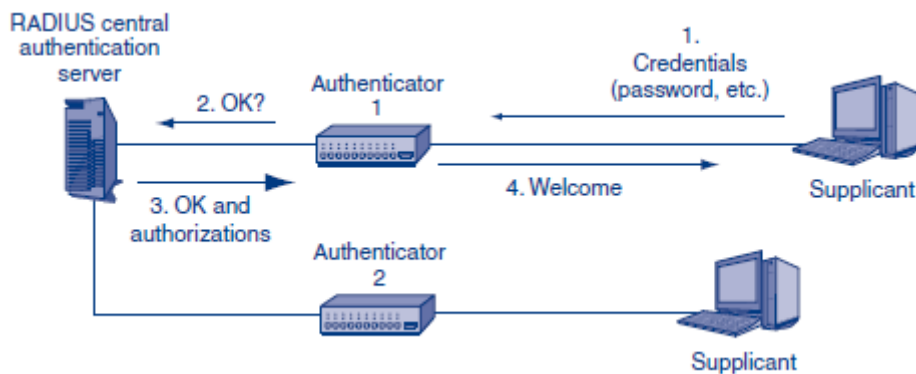 RADIUS central
authentication
server
Authenticator
1
1.
Credentials
(password, etc.)
2. OK?
3. OK and
authorizations
4. Welcome
Supplicant
Authenticator
2
Supplicant